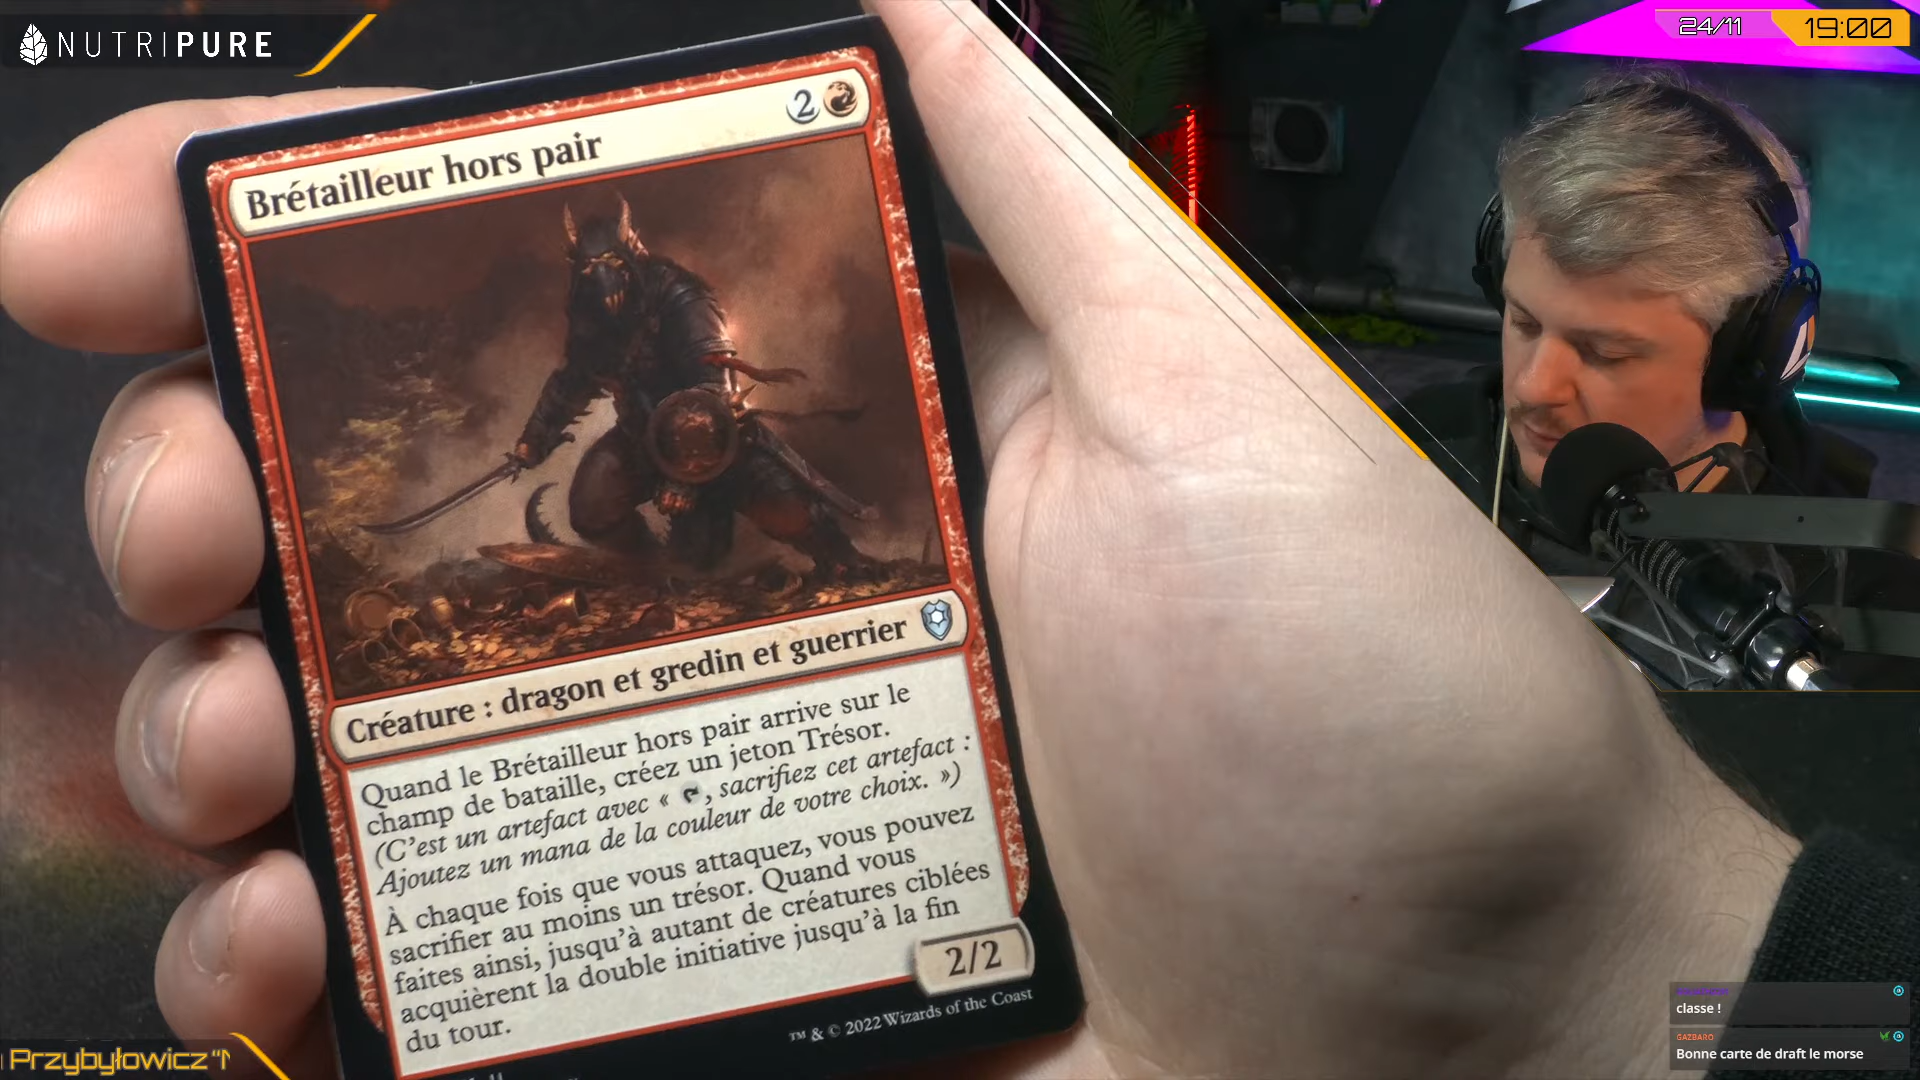 NUTRIPURE
24/11
19:00
Brétailleur hors pair
2
Créature : dragon et gredin et guerrier
Quand le Brétailleur hors pair arrive sur le
champ de bataille, créez un jeton Trésor.
(C'est un artefact avec « , sacrifiez cet artefact :
Ajoutez un mana de la couleur de votre choix. »)
À chaque fois que vous attaquez, vous pouvez
sacrifier au moins un trésor. Quand vous
faites ainsi, jusqu'à autant de créatures ciblées
acquièrent la double initiative jusqu'à la fin
du tour.
2/2
™ & © 2022 Wizards of the Coast
Przybyłowicz
classe !
GAZBARO
Bonne carte de draft le morse